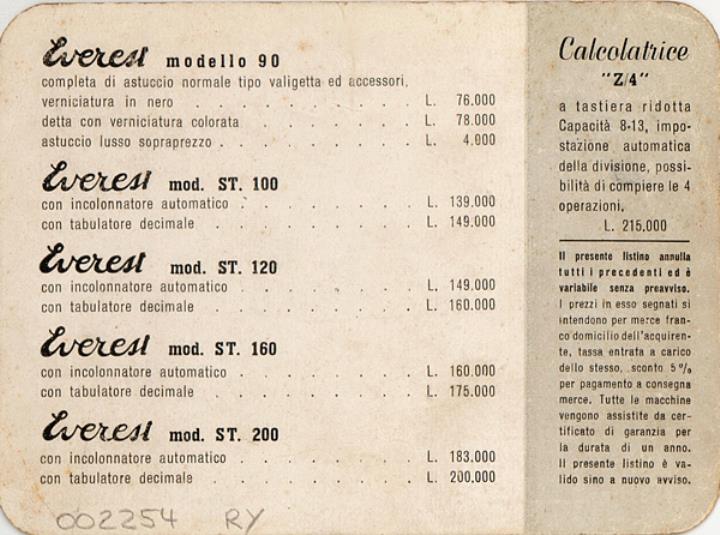 Everest modello 90
completa di astuccio normale tipo valigetta ed accessori,
verniciatura in nero . . . . . . . . . L. 76.000
detta con verniciatura colorata . . . . . . L. 78.000
astuccio lusso sopraprezzo . . . . . . . . . L. 4.000
Everest mod. ST. 100
con incolonnatore automatico . . . . . . . L. 139.000
con tabulatore decimale . . . . . . . . . L. 149.000
Everest mod. ST. 120
con incolonnatore automatico . . . . . . . L. 149.000
con tabulatore decimale . . . . . . . . . L. 160.000
Everest mod. ST. 160
con incolonnatore automatico . . . . . . . L. 160.000
con tabulatore decimale . . . . . . . . . L. 175.000
Everest mod. ST. 200
con incolonnatore automatico . . . . . . . L. 183.000
con tabulatore decimale . . . . . . . . . L. 200.000
002254 RY
Calcolatrice
"Z/4"
a tastiera ridotta
Capacità 8-13, impo-
stazione automatica
della divisione, possi-
bilità di compiere le 4
operazioni,
L. 215.000
Il presente listino annulla
tutti i precedenti ed è
variabile senza preavviso.
I prezzi in esso segnati si
intendono per merce fran-
co domicilio dell'acquiren-
te, tassa entrata a carico
dello stesso, sconto 5%
per pagamento a consegna
merce. Tutte le macchine
vengono assistite da cer-
tificato di garanzia per
la durata di un anno.
Il presente listino è va-
lido sino a nuovo avviso.